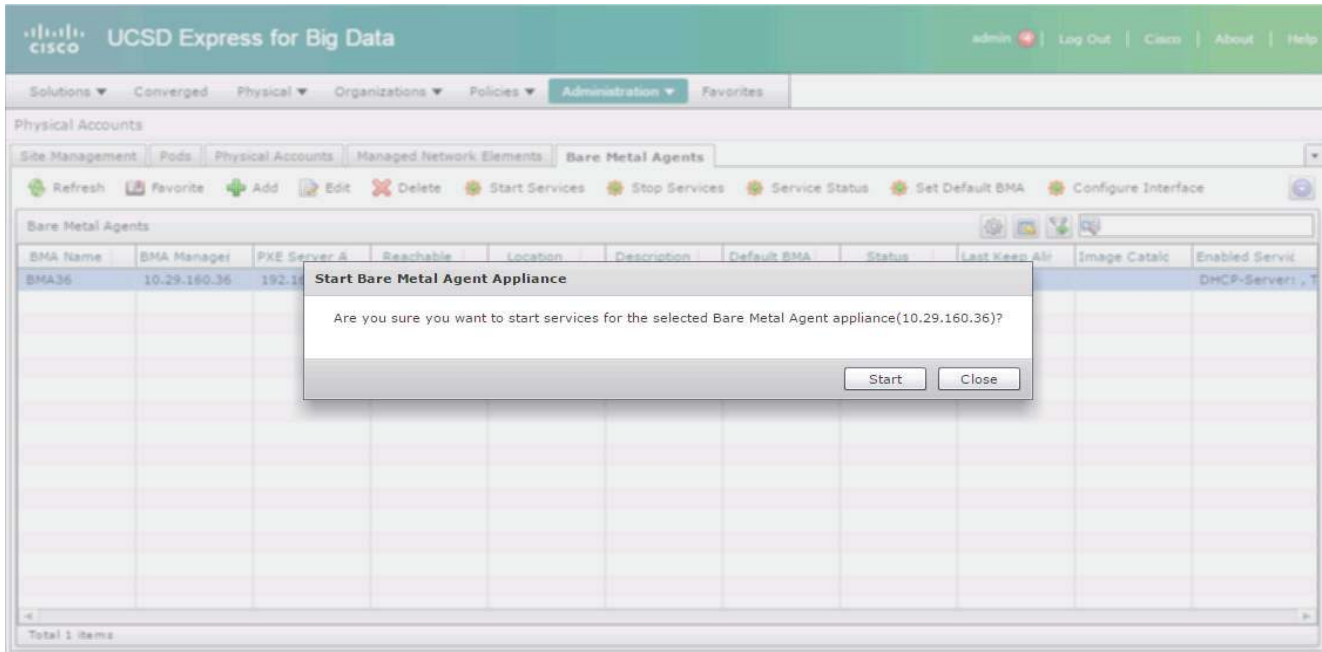 CISCO UCSD Express for Big Data admin | Log Out | Cisco | About | Help
Solutions Converged Physical Organizations Policies Administration Favorites
Physical Accounts
Site Management Pods Physical Accounts Managed Network Elements Bare Metal Agents
Refresh Favorite Add Edit Delete Start Services Stop Services Service Status Set Default BMA Configure Interface
Bare Metal Agents
BMA Name BMA Manager PXE Server A Reachable Location Description Default BMA Status Last Keep Aliv Image Catalo Enabled Servic
BMA36 10.29.160.36 192.16 DHCP-Server: , T
Start Bare Metal Agent Appliance
Are you sure you want to start services for the selected Bare Metal Agent appliance(10.29.160.36)?
Start Close
Total 1 items